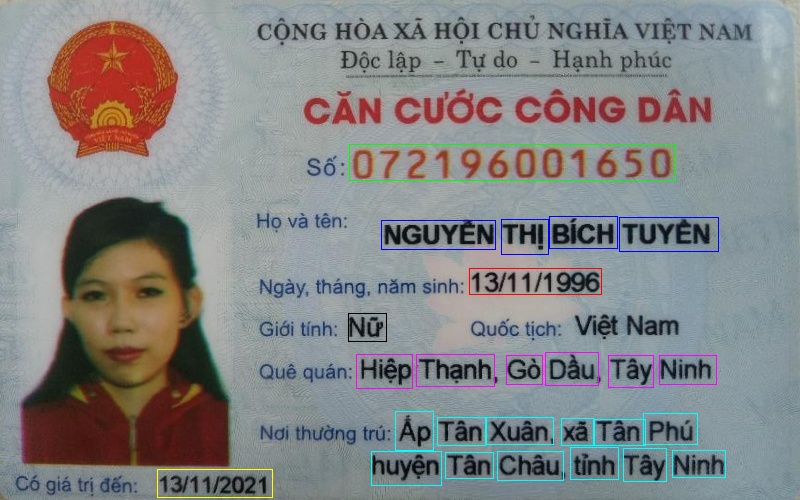 CỘNG HÒA XÃ HỘI CHỦ NGHĨA VIỆT NAM
Độc lập - Tự do - Hạnh phúc
CĂN CƯỚC CÔNG DÂN
Số: 072196001650
Họ và tên: NGUYỄN THỊ BÍCH TUYỀN
Ngày, tháng, năm sinh: 13/11/1996
Giới tính: Nữ Quốc tịch: Việt Nam
Quê quán: Hiệp Thạnh, Gò Dầu, Tây Ninh
Nơi thường trú: Ấp Tân Xuân, xã Tân Phú
huyện Tân Châu, tỉnh Tây Ninh
Có giá trị đến: 13/11/2021